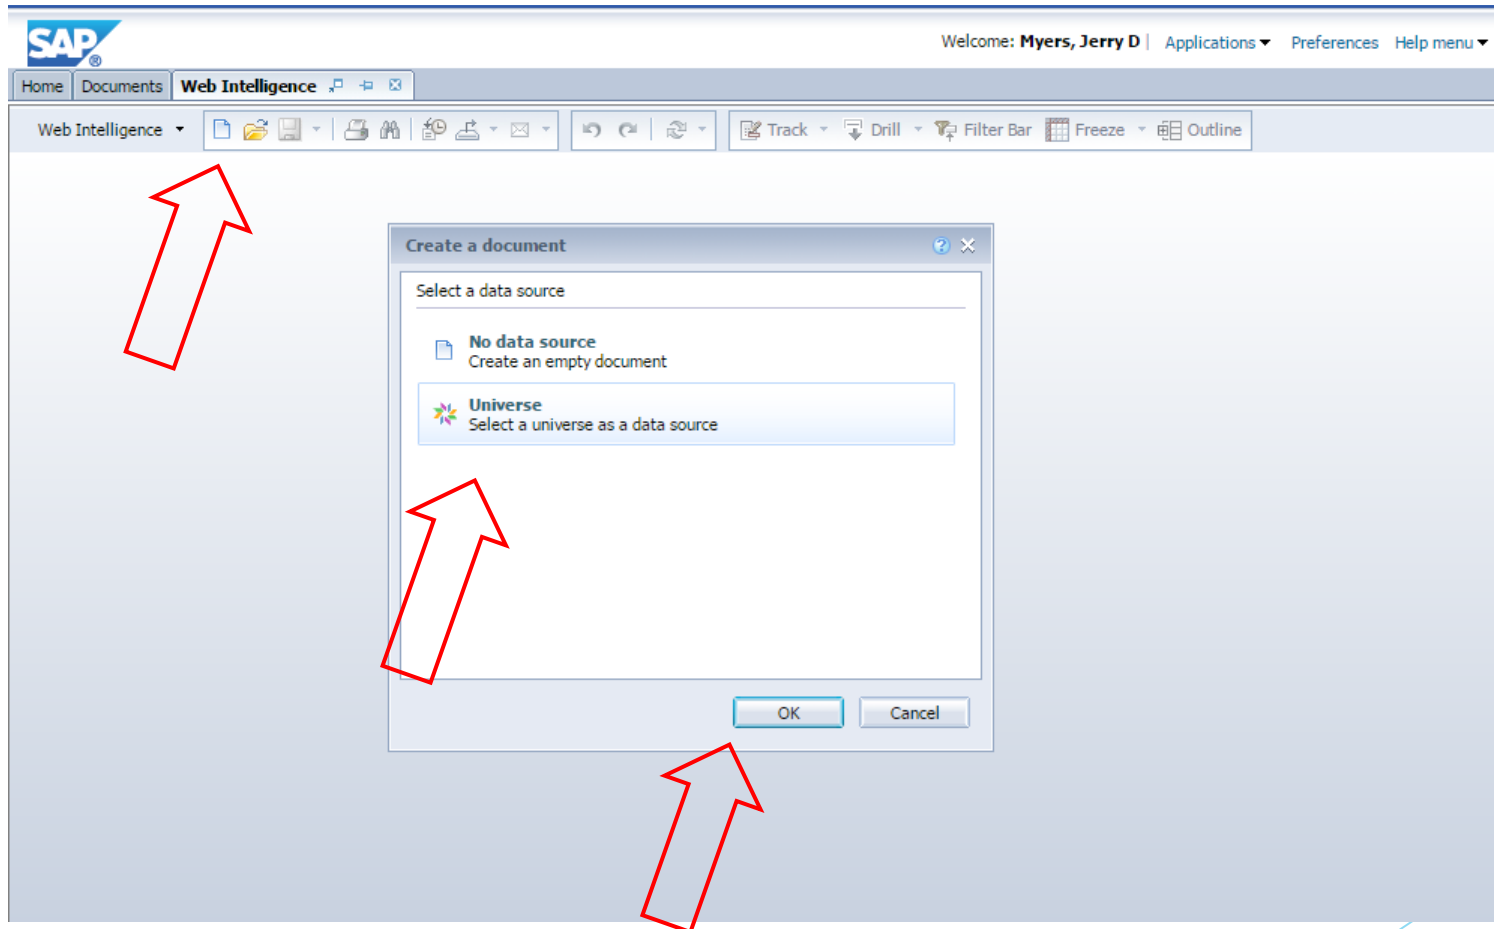 SAP®
Welcome: Myers, Jerry D | Applications Preferences Help menu
Home Documents Web Intelligence
Web Intelligence Track Drill Filter Bar Freeze Outline
Create a document
Select a data source
No data source
Create an empty document
Universe
Select a universe as a data source
OK Cancel